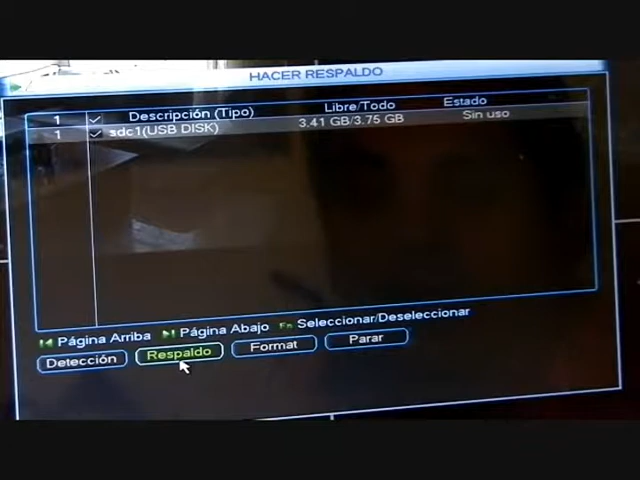 HACER RESPALDO
1 Descripción (Tipo) Libre/Todo Estado
1 sdc1(USB DISK) 3.41 GB/3.75 GB Sin uso
Página Arriba Página Abajo Fn Seleccionar/Deseleccionar
Detección Respaldo Format Parar